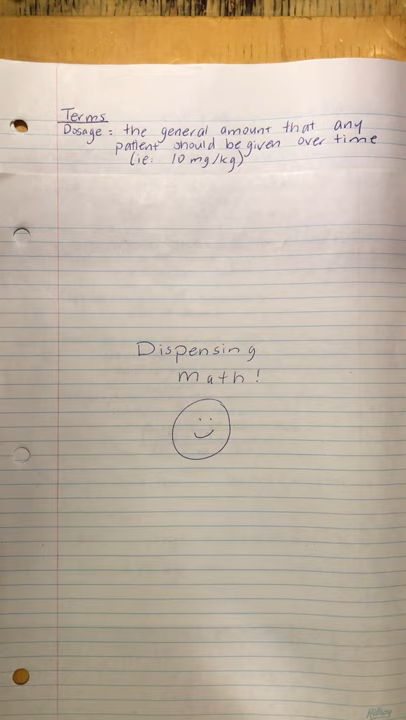 Terms
Dosage = the general amount that any
patient should be given over time
(ie: 10 mg/kg)
Dispensing
math!
Hilroy